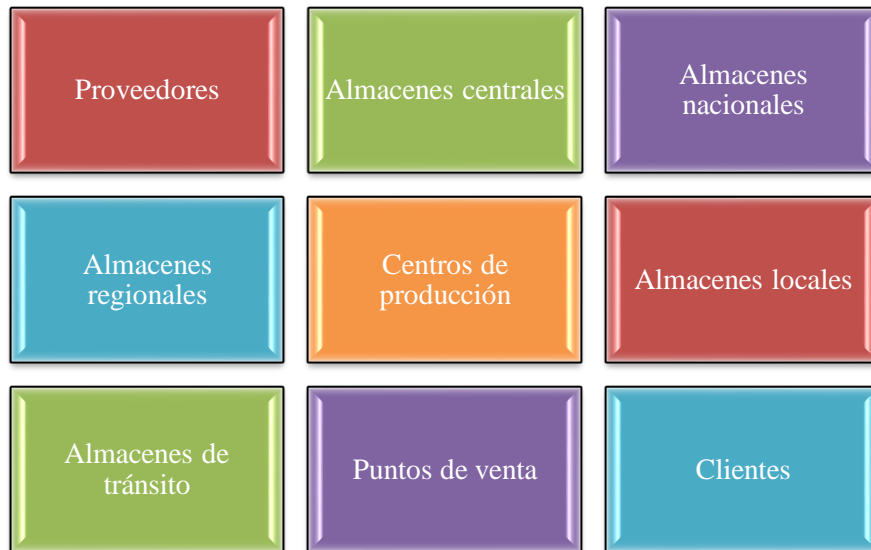 Proveedores
Almacenes centrales
Almacenes
nacionales
Almacenes
regionales
Centros de
producción
Almacenes locales
Almacenes de
tránsito
Puntos de venta
Clientes